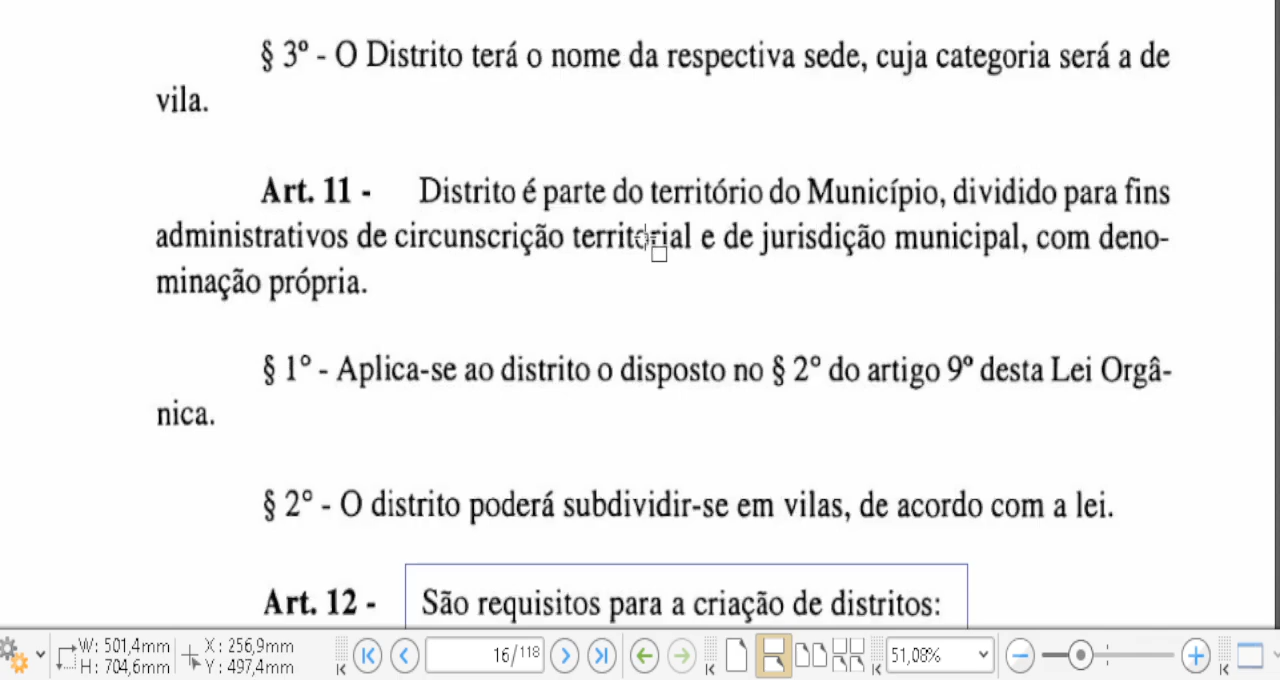 § 3º - O Distrito terá o nome da respectiva sede, cuja categoria será a de
vila.
Art. 11 - Distrito é parte do território do Município, dividido para fins
administrativos de circunscrição territorial e de jurisdição municipal, com deno-
minação própria.
§ 1° - Aplica-se ao distrito o disposto no § 2° do artigo 9º desta Lei Orgâ-
nica.
§ 2° - O distrito poderá subdividir-se em vilas, de acordo com a lei.
Art. 12 - São requisitos para a criação de distritos:
W: 501,4mm X: 256,9mm 16/118 51,08%
H: 704,6mm Y: 497,4mm